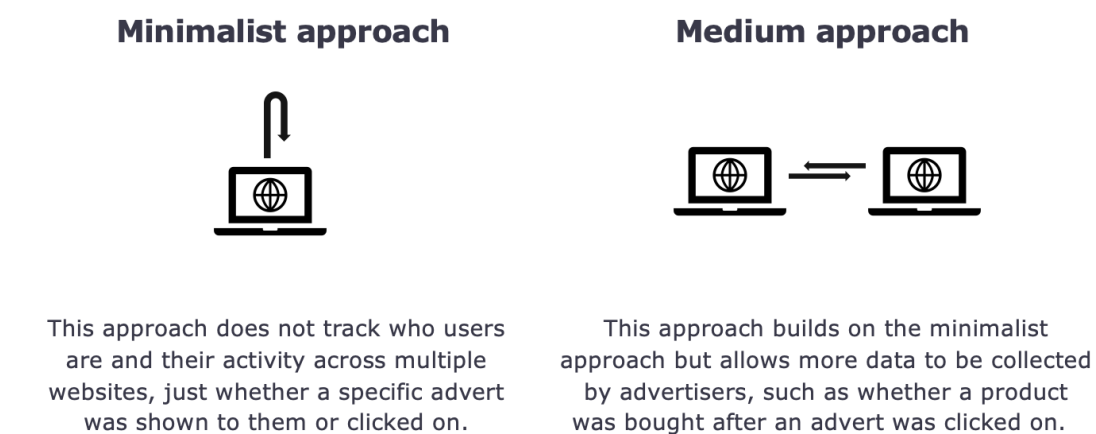 Minimalist approach
This approach does not track who users
are and their activity across multiple
websites, just whether a specific advert
was shown to them or clicked on.
Medium approach
This approach builds on the minimalist
approach but allows more data to be collected
by advertisers, such as whether a product
was bought after an advert was clicked on.